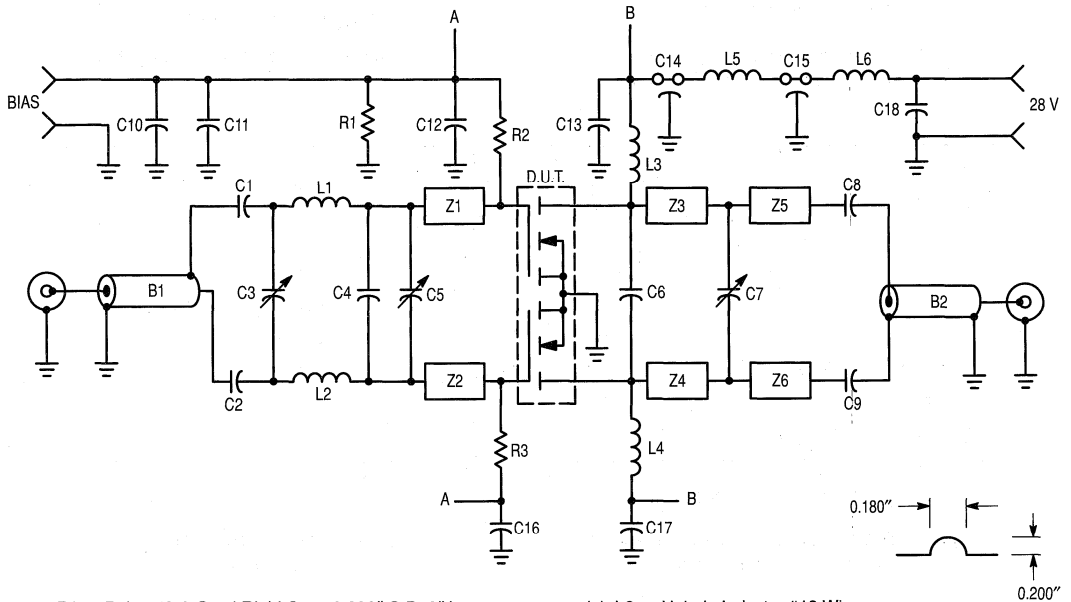 A
B
C14
L5
C15
L6
BIAS
C10
C11
R1
C12
R2
C13
L3
C18
28 V
D.U.T.
C1
L1
Z1
Z3
Z5
C8
B1
C3
C4
C5
C6
C7
B2
C2
L2
Z2
Z4
Z6
C9
R3
L4
A
B
C16
C17
0.180"
0.200"